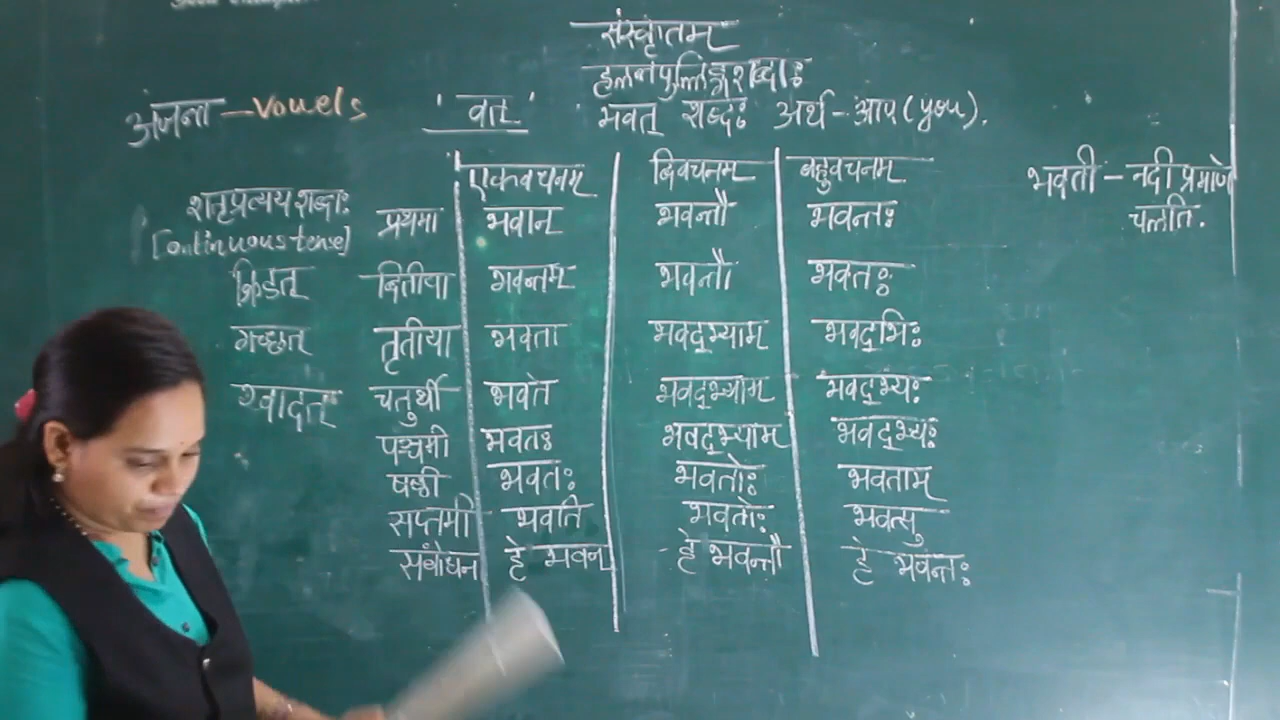 संस्कृतम्
हलन्तपुल्लिङ्गशब्दाः
अजन्ता - Vowels 'वत्' भवत् शब्दः अर्थ - आप (you).
एकवचनम् द्विवचनम् बहुवचनम्
भवती - नदी प्रमाणे
चलति.
शतृप्रत्यय शब्दाः
[Continuous tense]
प्रथमा भवान् भवन्तौ भवन्तः
क्रिडत् द्वितीया भवन्तम् भवन्तौ भवतः
गच्छत् तृतीया भवता भवद्भ्याम् भवद्भिः
खादत् चतुर्थी भवते भवद्भ्याम् भवद्भ्यः
पञ्चमी भवतः भवद्भ्याम् भवद्भ्यः
षष्ठी भवतः भवतोः भवताम्
सप्तमी भवति भवतोः भवत्सु
संबोधन हे भवन् हे भवन्तौ हे भवन्तः